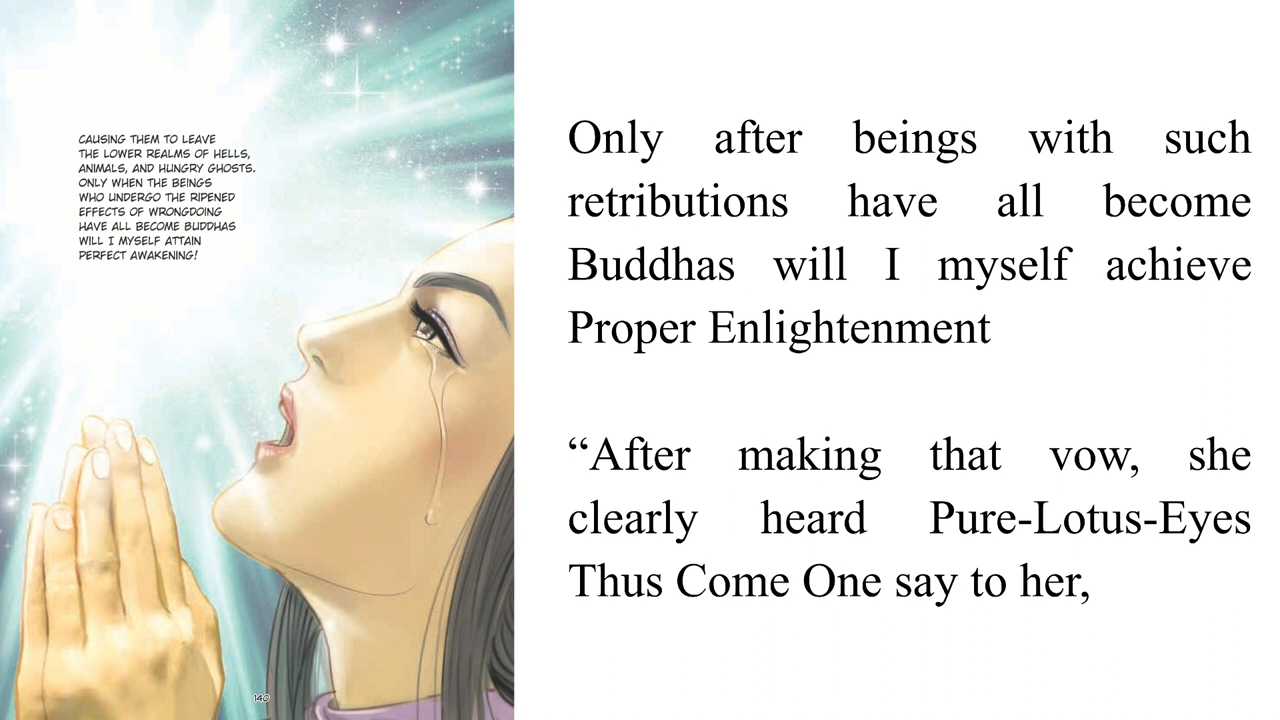 CAUSING THEM TO LEAVE
THE LOWER REALMS OF HELLS,
ANIMALS, AND HUNGRY GHOSTS.
ONLY WHEN THE BEINGS
WHO UNDERGO THE RIPENED
EFFECTS OF WRONGDOING
HAVE ALL BECOME BUDDHAS
WILL I MYSELF ATTAIN
PERFECT AWAKENING!
140
Only after beings with such
retributions have all become
Buddhas will I myself achieve
Proper Enlightenment
“After making that vow, she
clearly heard Pure-Lotus-Eyes
Thus Come One say to her,